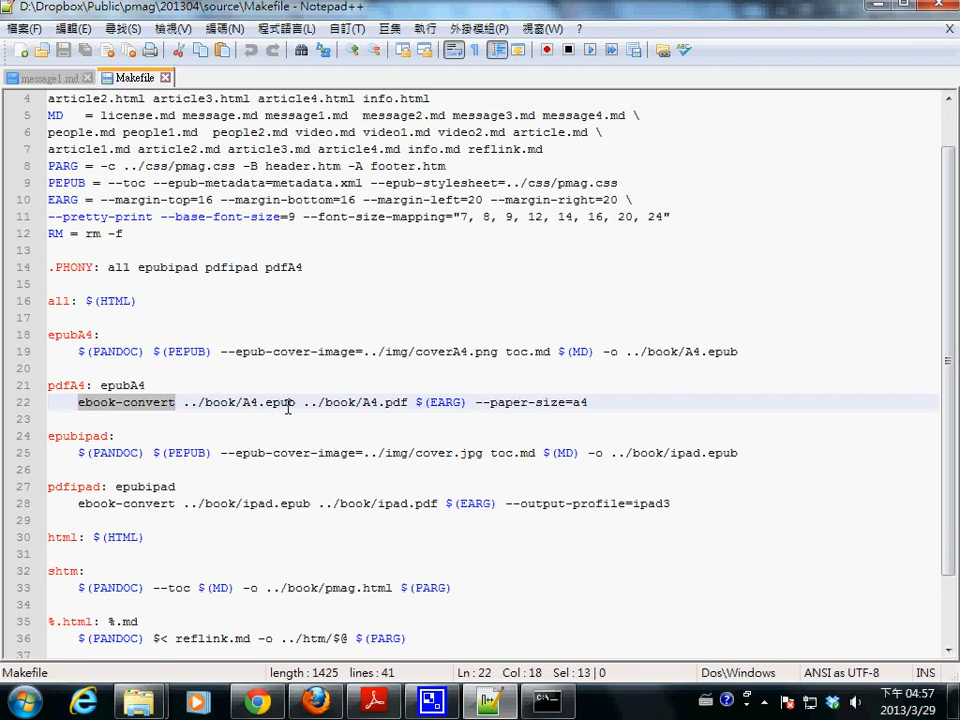 D:\Dropbox\Public\pmag\201304\source\Makefile - Notepad++
檔案(F) 編輯(E) 尋找(S) 檢視(V) 編碼(N) 程式語言(L) 設定(T) 巨集 執行 外掛模組(P) 視窗(W) ? X
message1.md Makefile
4 article2.html article3.html article4.html info.html
5 MD = license.md message.md message1.md message2.md message3.md message4.md \
6 people.md people1.md people2.md video.md video1.md video2.md article.md \
7 article1.md article2.md article3.md article4.md info.md reflink.md
8 PARG = -c ../css/pmag.css -B header.htm -A footer.htm
9 PEPUB = --toc --epub-metadata=metadata.xml --epub-stylesheet=../css/pmag.css
10 EARG = --margin-top=16 --margin-bottom=16 --margin-left=20 --margin-right=20 \
11 --pretty-print --base-font-size=9 --font-size-mapping="7, 8, 9, 12, 14, 16, 20, 24"
12 RM = rm -f
13
14 .PHONY: all epubipad pdfipad pdfA4
15
16 all: $(HTML)
17
18 epubA4:
19 $(PANDOC) $(PEPUB) --epub-cover-image=../img/coverA4.png toc.md $(MD) -o ../book/A4.epub
20
21 pdfA4: epubA4
22 ebook-convert ../book/A4.epub ../book/A4.pdf $(EARG) --paper-size=a4
23
24 epubipad:
25 $(PANDOC) $(PEPUB) --epub-cover-image=../img/cover.jpg toc.md $(MD) -o ../book/ipad.epub
26
27 pdfipad: epubipad
28 ebook-convert ../book/ipad.epub ../book/ipad.pdf $(EARG) --output-profile=ipad3
29
30 html: $(HTML)
31
32 shtm:
33 $(PANDOC) --toc $(MD) -o ../book/pmag.html $(PARG)
34
35 %.html: %.md
36 $(PANDOC) $< reflink.md -o ../htm/$@ $(PARG)
37
Makefile length : 1425 lines : 41 Ln : 22 Col : 18 Sel : 13 | 0 Dos\Windows ANSI as UTF-8 INS
下午 04:57
2013/3/29